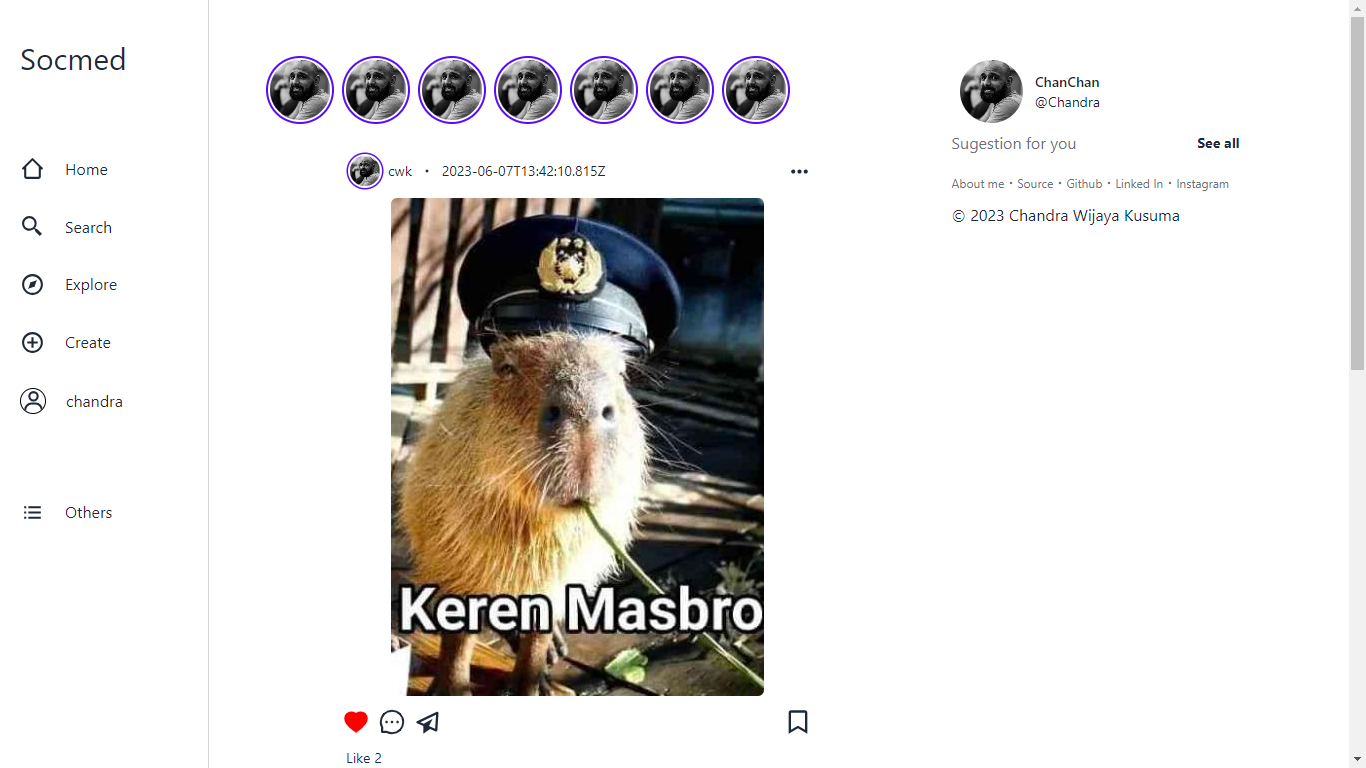 Socmed
Home
Search
Explore
Create
chandra
Others
cwk • 2023-06-07T13:42:10.815Z
Keren Masbro
Like 2
ChanChan
@Chandra
Sugestion for you See all
About me • Source • Github • Linked In • Instagram
© 2023 Chandra Wijaya Kusuma